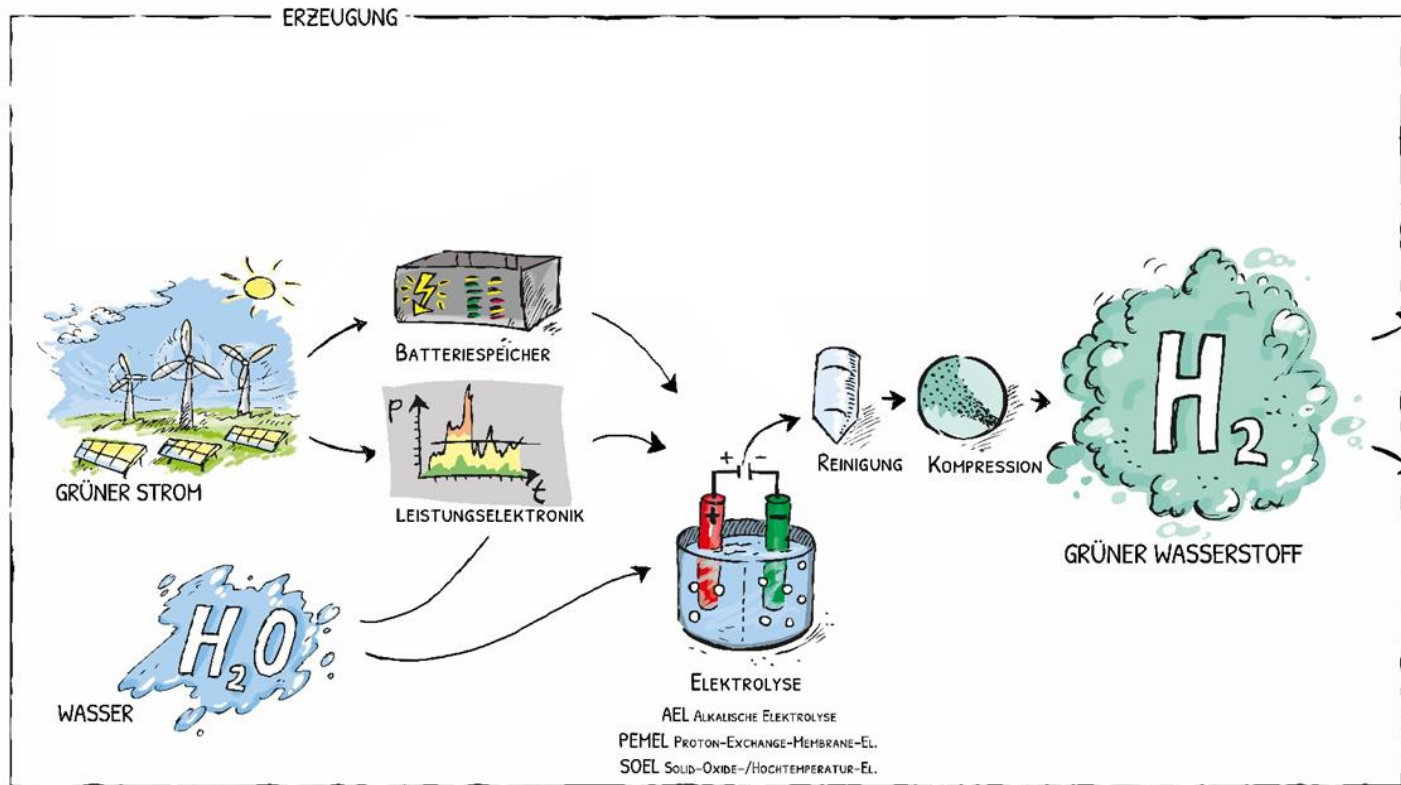 ERZEUGUNG
BATTERIESPEICHER
P
t
LEISTUNGSELEKTRONIK
GRÜNER STROM
H₂O
WASSER
+ −
+ −
ELEKTROLYSE
AEL ALKALISCHE ELEKTROLYSE
PEMEL PROTON-EXCHANGE-MEMBRANE-EL.
SOEL SOLID-OXIDE-/HOCHTEMPERATUR-EL.
REINIGUNG
KOMPRESSION
H₂
GRÜNER WASSERSTOFF